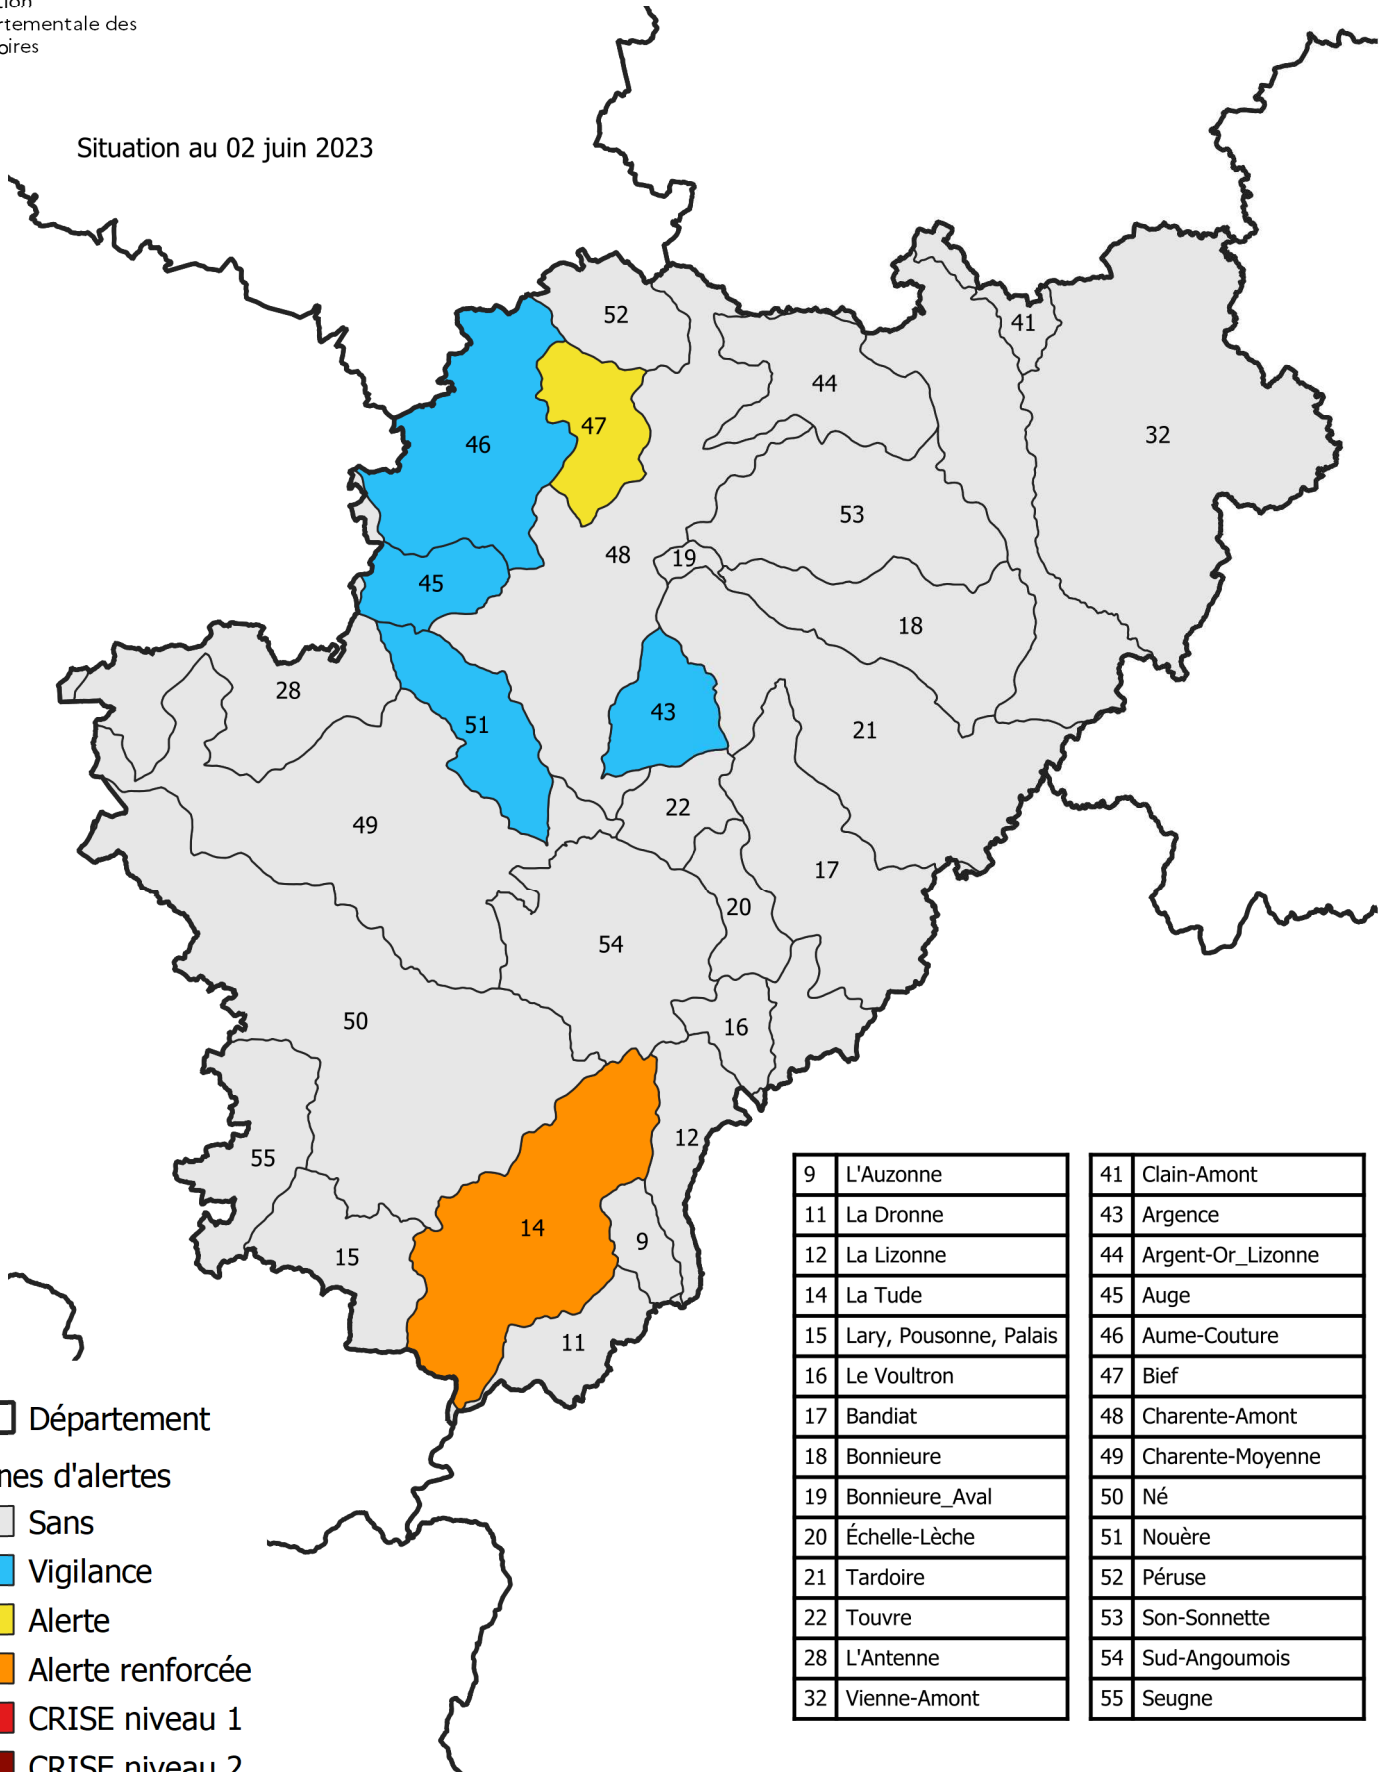 rtementale des
oires
Situation au 02 juin 2023
52
41
44
47
32
46
53
48
19
45
18
28
43
51
21
22
49
17
20
54
50
16
12
55
14
9
15
11
9 L'Auzonne
11 La Dronne
12 La Lizonne
14 La Tude
15 Lary, Pousonne, Palais
16 Le Voultron
17 Bandiat
18 Bonnieure
19 Bonnieure_Aval
20 Échelle-Lèche
21 Tardoire
22 Touvre
28 L'Antenne
32 Vienne-Amont
41 Clain-Amont
43 Argence
44 Argent-Or_Lizonne
45 Auge
46 Aume-Couture
47 Bief
48 Charente-Amont
49 Charente-Moyenne
50 Né
51 Nouère
52 Péruse
53 Son-Sonnette
54 Sud-Angoumois
55 Seugne
Département
nes d'alertes
Sans
Vigilance
Alerte
Alerte renforcée
CRISE niveau 1
CRISE niveau 2